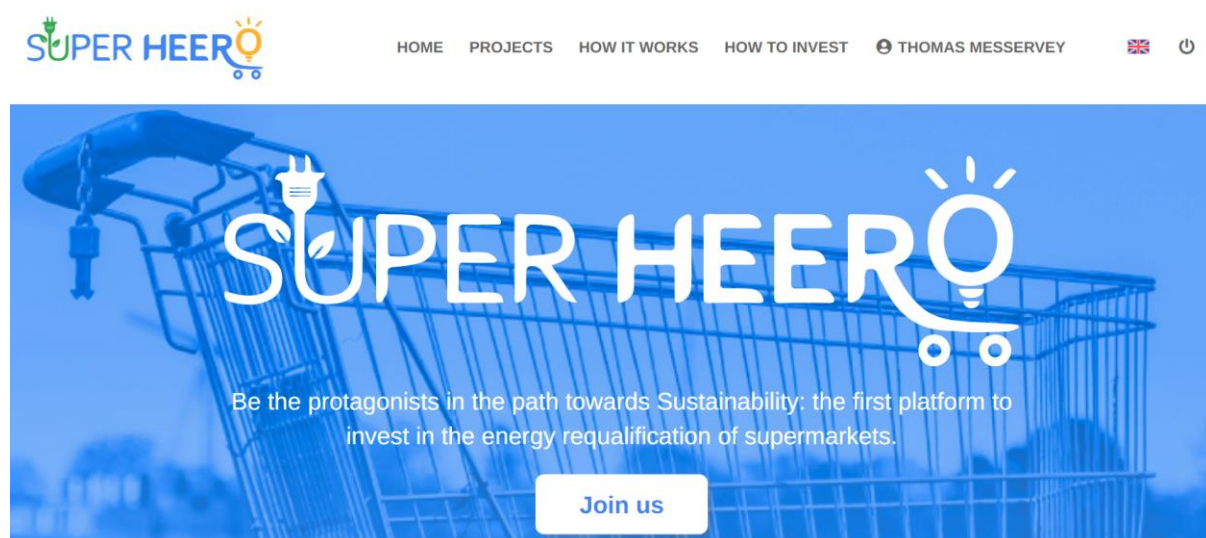 SUPER HEERO
HOME PROJECTS HOW IT WORKS HOW TO INVEST THOMAS MESSERVEY
SUPER HEERO
Be the protagonists in the path towards Sustainability: the first platform to
invest in the energy requalification of supermarkets.
Join us